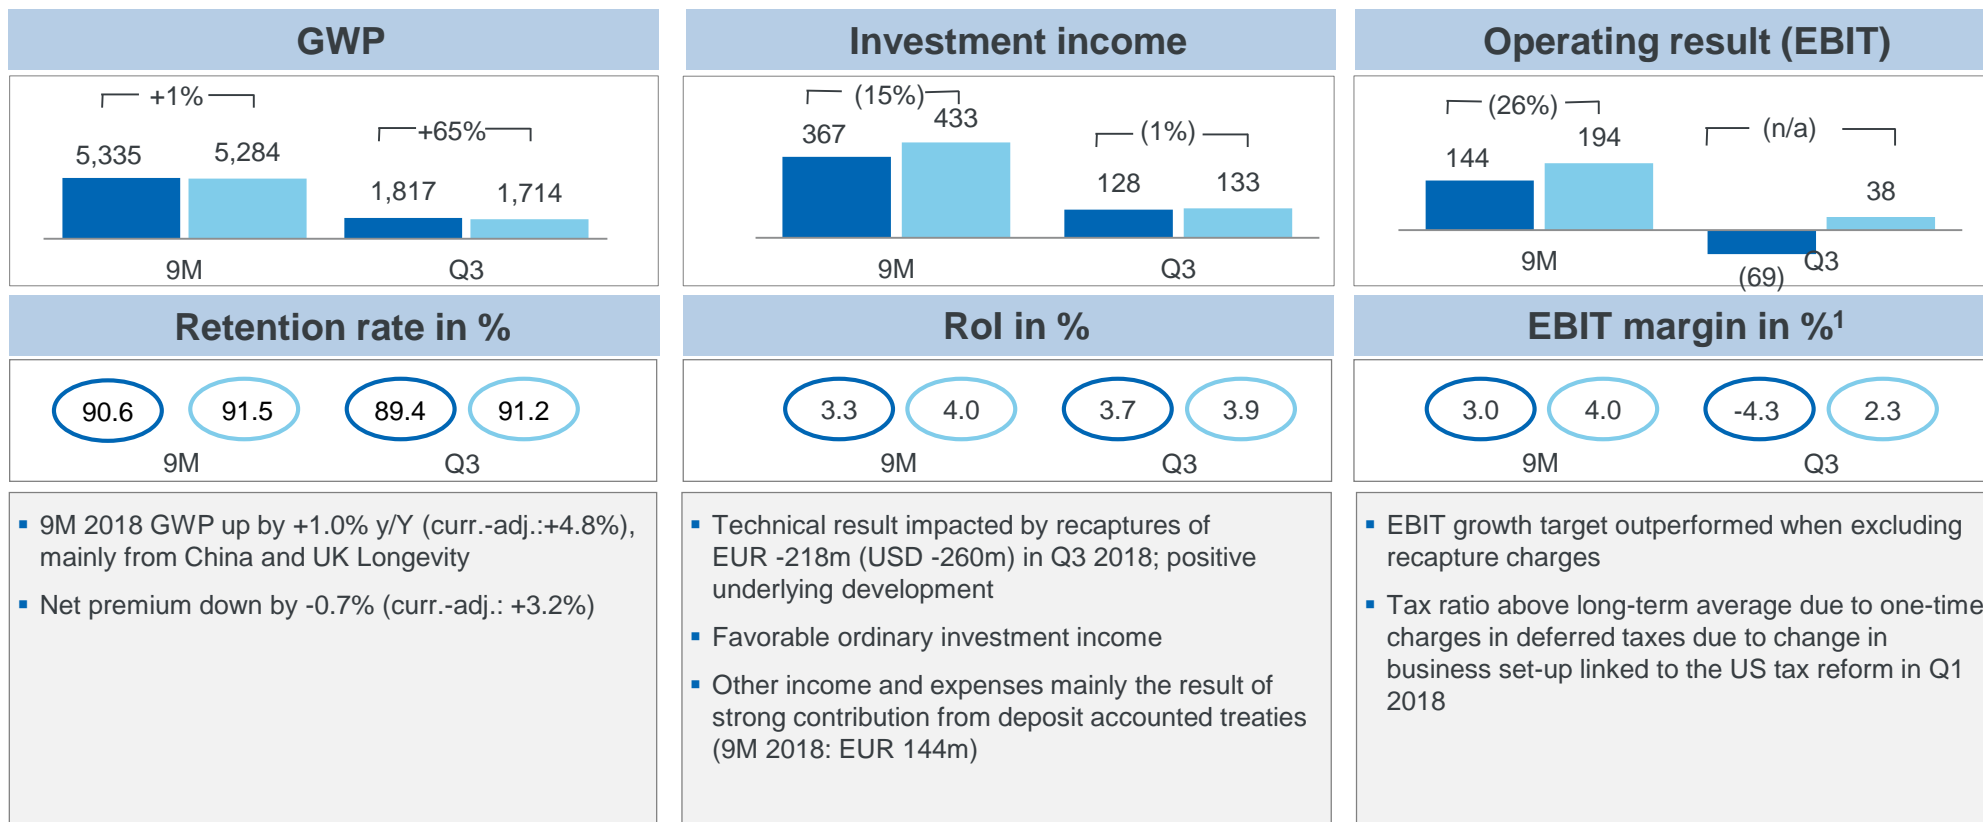 GWP
+1%
+65%
5,335
5,284
1,817
1,714
9M
Q3
Investment income
(15%)
(1%)
367
433
128
133
9M
Q3
Operating result (EBIT)
(26%)
(n/a)
144
194
(69)
38
9M
Q3
Retention rate in %
90.6
91.5
89.4
91.2
9M
Q3
RoI in %
3.3
4.0
3.7
3.9
9M
Q3
EBIT margin in %¹
3.0
4.0
-4.3
2.3
9M
Q3
▪ 9M 2018 GWP up by +1.0% y/Y (curr.-adj.:+4.8%),
mainly from China and UK Longevity
▪ Net premium down by -0.7% (curr.-adj.: +3.2%)
▪ Technical result impacted by recaptures of
EUR -218m (USD -260m) in Q3 2018; positive
underlying development
▪ Favorable ordinary investment income
▪ Other income and expenses mainly the result of
strong contribution from deposit accounted treaties
(9M 2018: EUR 144m)
▪ EBIT growth target outperformed when excluding
recapture charges
▪ Tax ratio above long-term average due to one-time
charges in deferred taxes due to change in
business set-up linked to the US tax reform in Q1
2018